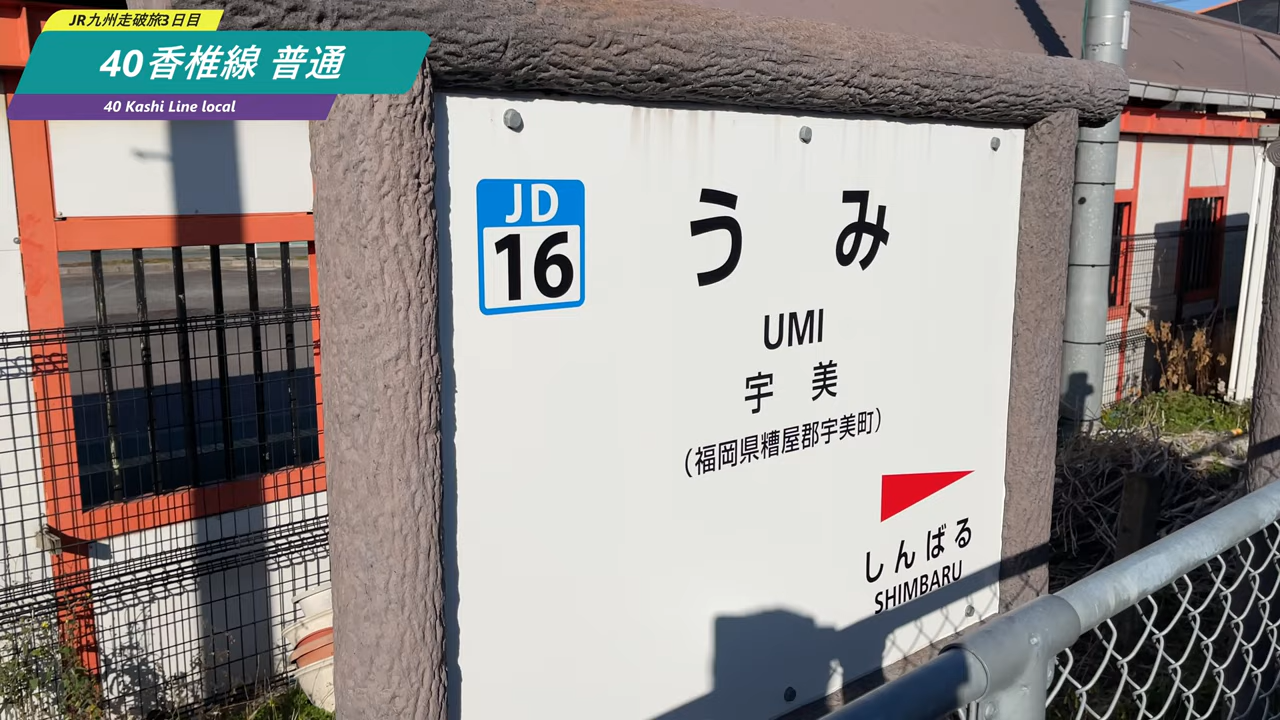 JR九州走破旅3日目
40香椎線 普通
40 Kashi Line local
JD
16
うみ
UMI
宇美
(福岡県糟屋郡宇美町)
しんばる
SHIMBARU